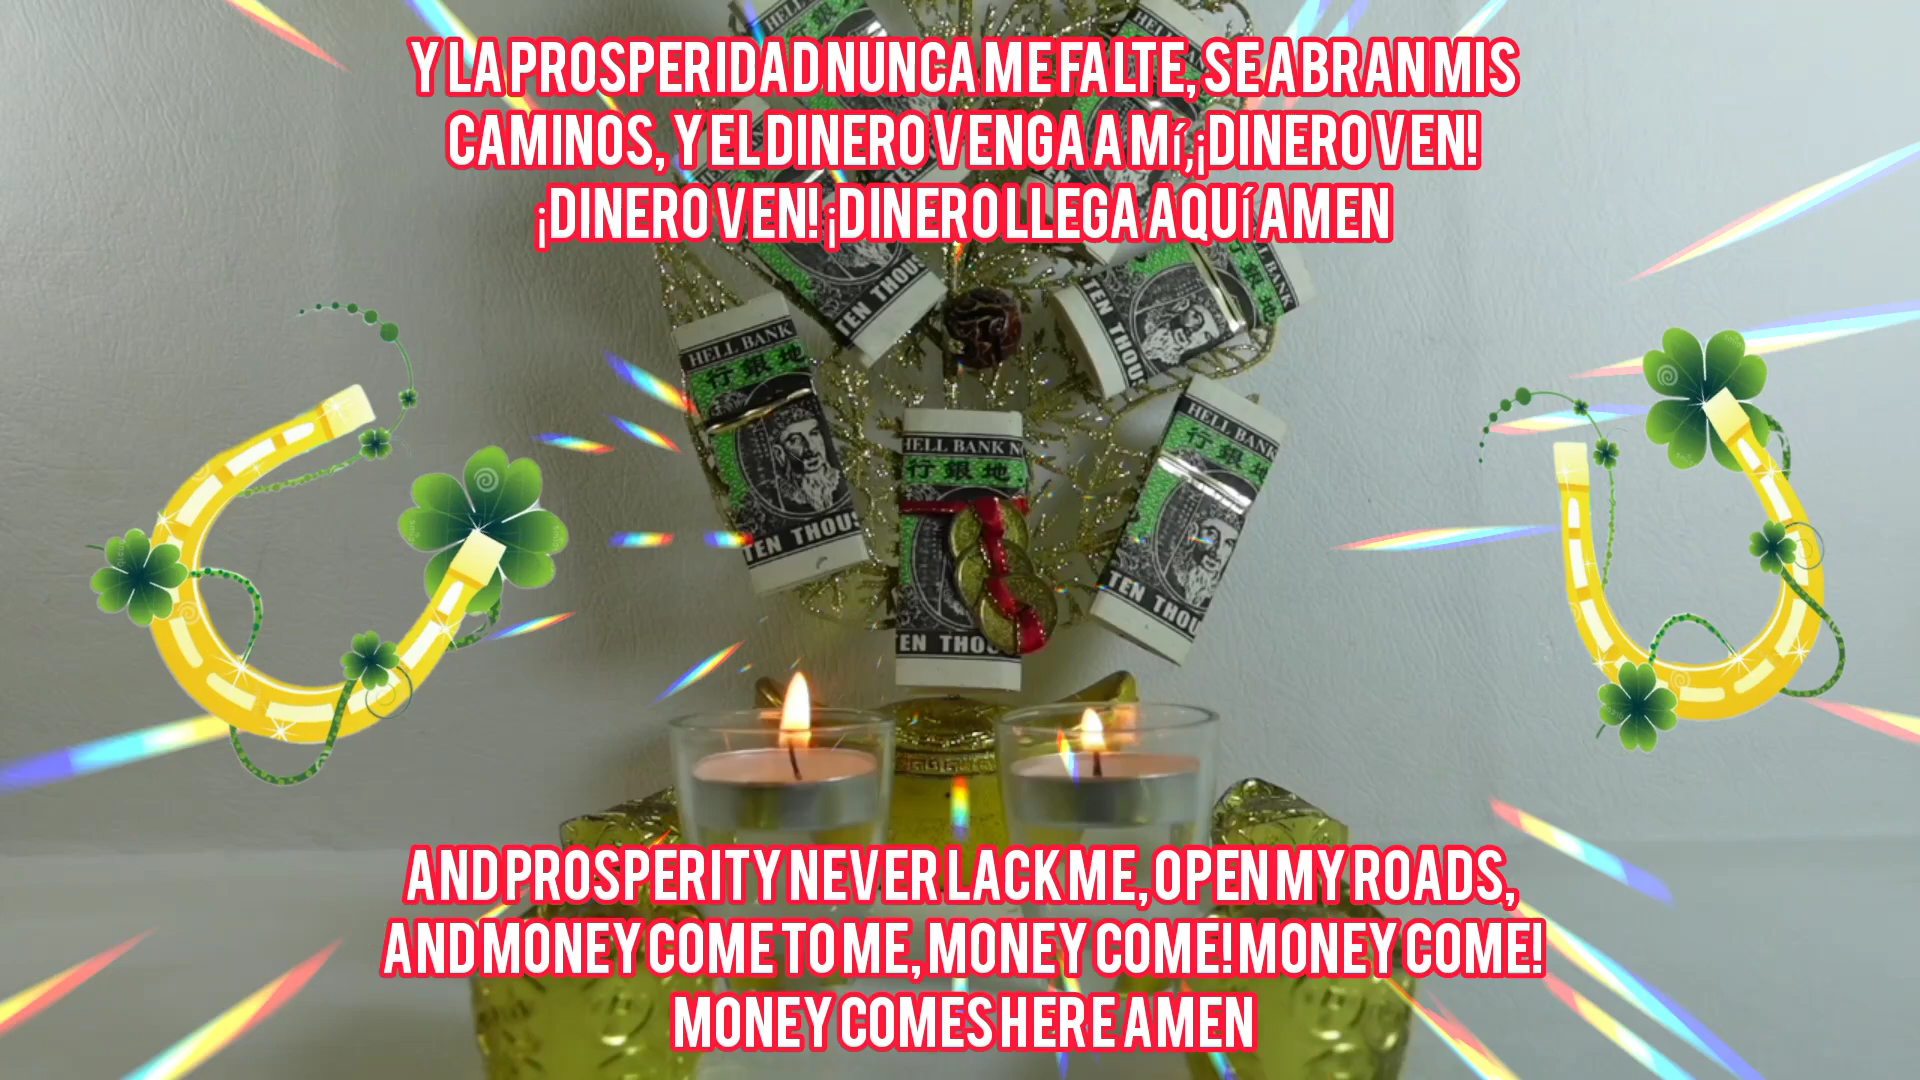 Y LA PROSPERIDAD NUNCA ME FALTE, SE ABRAN MIS
CAMINOS, Y EL DINERO VENGA A Mí, ¡DINERO VEN!
¡DINERO VEN! ¡DINERO LLEGA AQUí AMEN
TEN THOUS
TEN THOUS
HELL BANK
行銀地
TEN THOUS
HELL BANK N
行銀地
EN THOU
HELL BANK
行銀地
TEN THOU
AND PROSPERITY NEVER LACK ME, OPEN MY ROADS,
AND MONEY COME TO ME, MONEY COME! MONEY COME!
MONEY COMES HERE AMEN